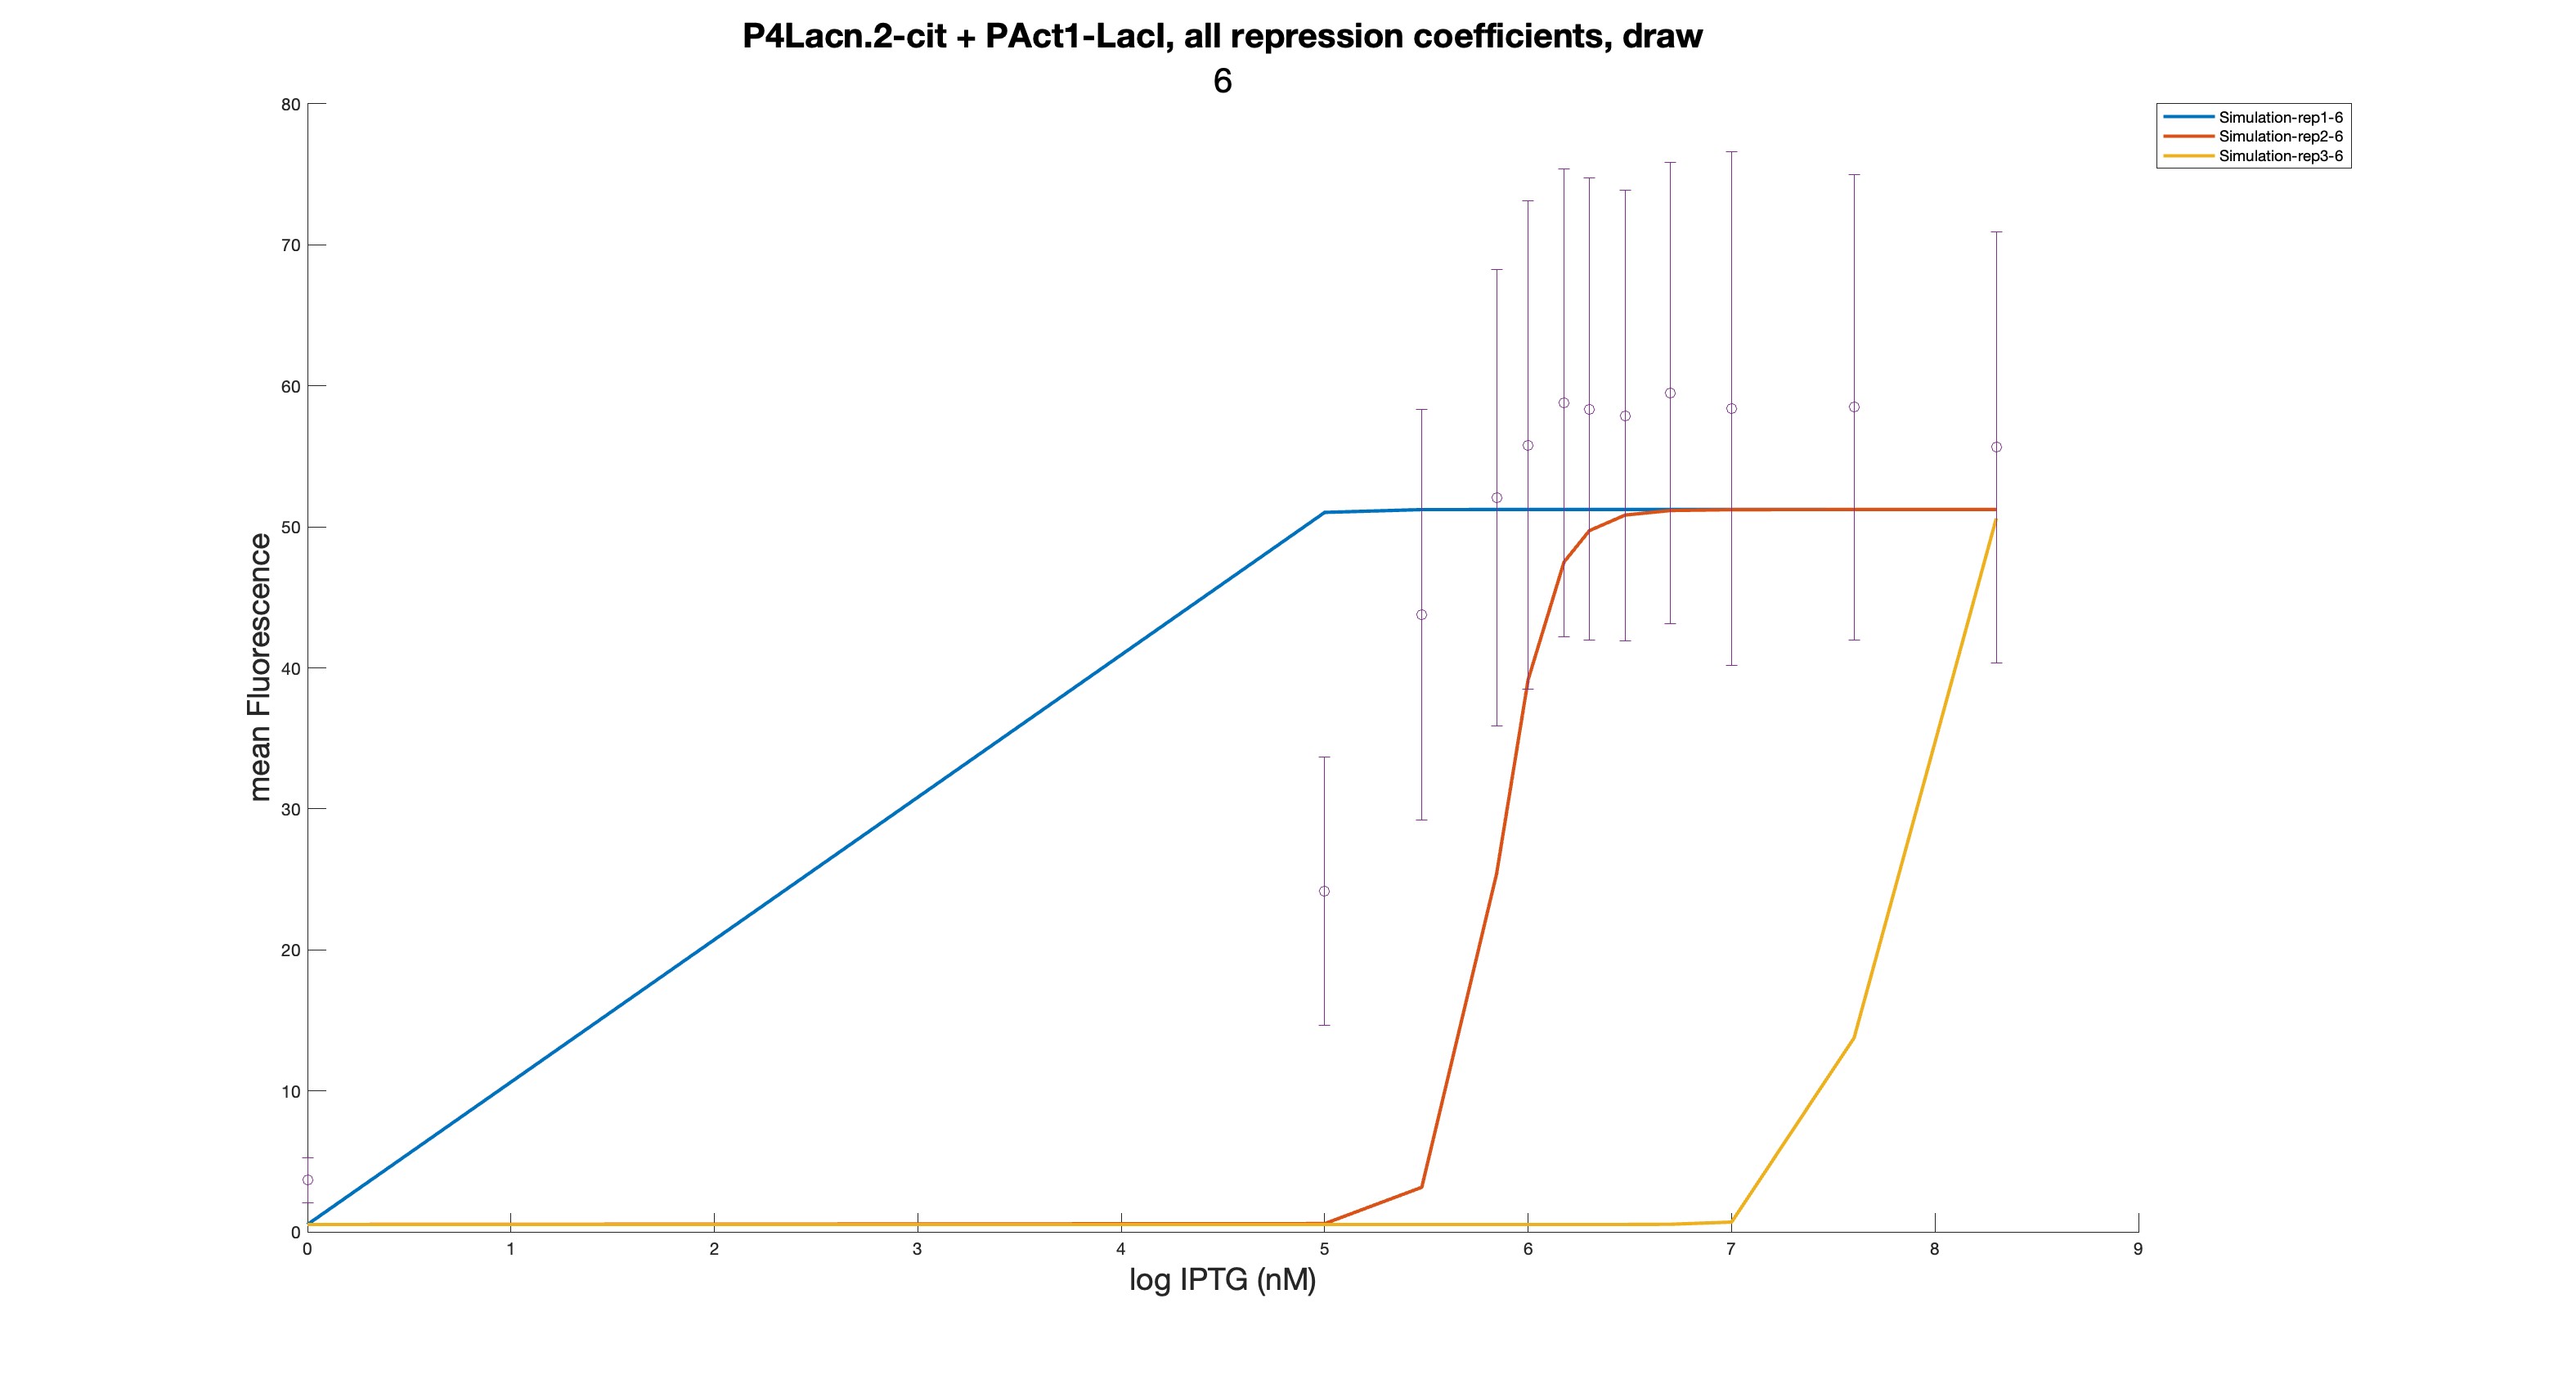 P4Lacn.2-cit + PAct1-LacI, all repression coefficients, draw
6
80
70
60
50
40
30
20
10
0
mean Fluorescence
0 1 2 3 4 5 6 7 8 9
log IPTG (nM)
Simulation-rep1-6
Simulation-rep2-6
Simulation-rep3-6